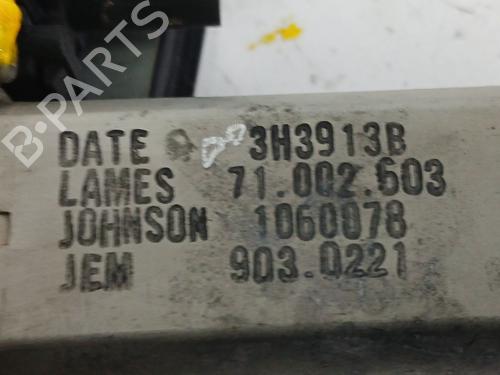 DATE 3H3913B
LAMES 71.002.603
JOHNSON 1060078
JEM 903.0221
B-PARTS